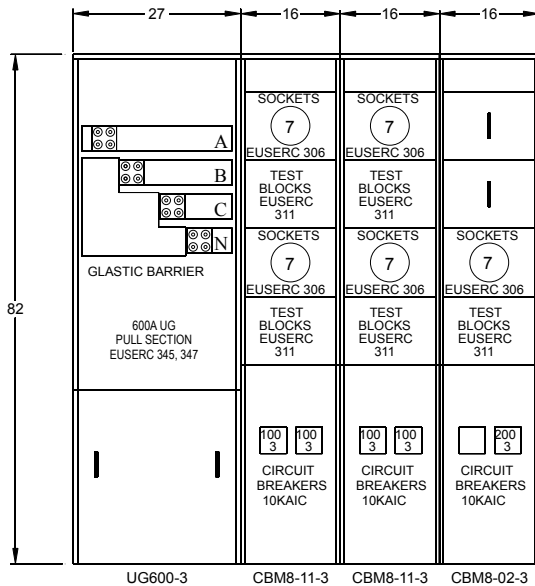 27
16
16
16
82
A
B
C
N
GLASTIC BARRIER
600A UG
PULL SECTION
EUSERC 345, 347
SOCKETS
7
EUSERC 306
TEST
BLOCKS
EUSERC
311
SOCKETS
7
EUSERC 306
TEST
BLOCKS
EUSERC
311
100
3
100
3
CIRCUIT
BREAKERS
10KAIC
SOCKETS
7
EUSERC 306
TEST
BLOCKS
EUSERC
311
SOCKETS
7
EUSERC 306
TEST
BLOCKS
EUSERC
311
100
3
100
3
CIRCUIT
BREAKERS
10KAIC
SOCKETS
7
EUSERC 306
TEST
BLOCKS
EUSERC
311
200
3
CIRCUIT
BREAKERS
10KAIC
UG600-3
CBM8-11-3
CBM8-11-3
CBM8-02-3